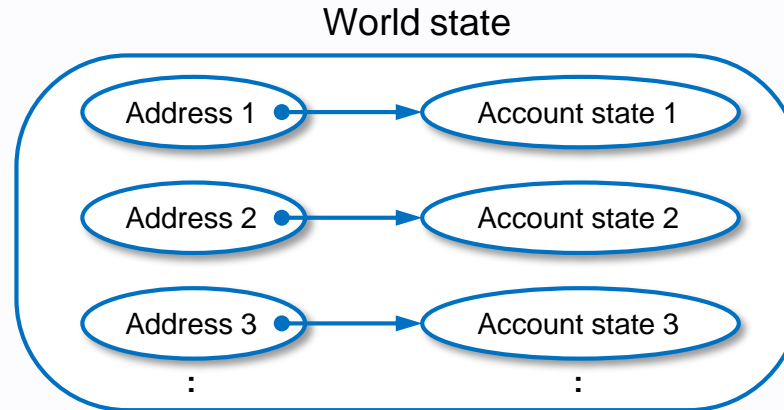 World state
Address 1 Account state 1
Address 2 Account state 2
Address 3 Account state 3
: :